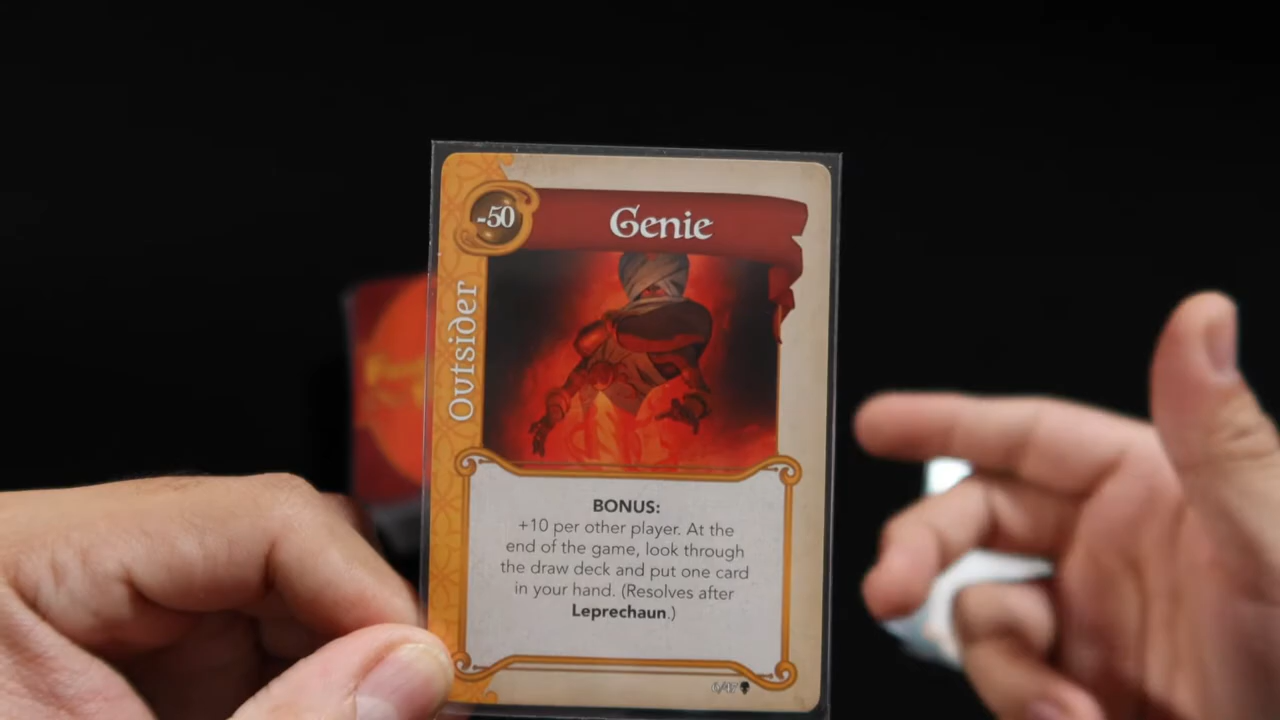 -50
Genie
Outsider
BONUS:
+10 per other player. At the
end of the game, look through
the draw deck and put one card
in your hand. (Resolves after
Leprechaun.)